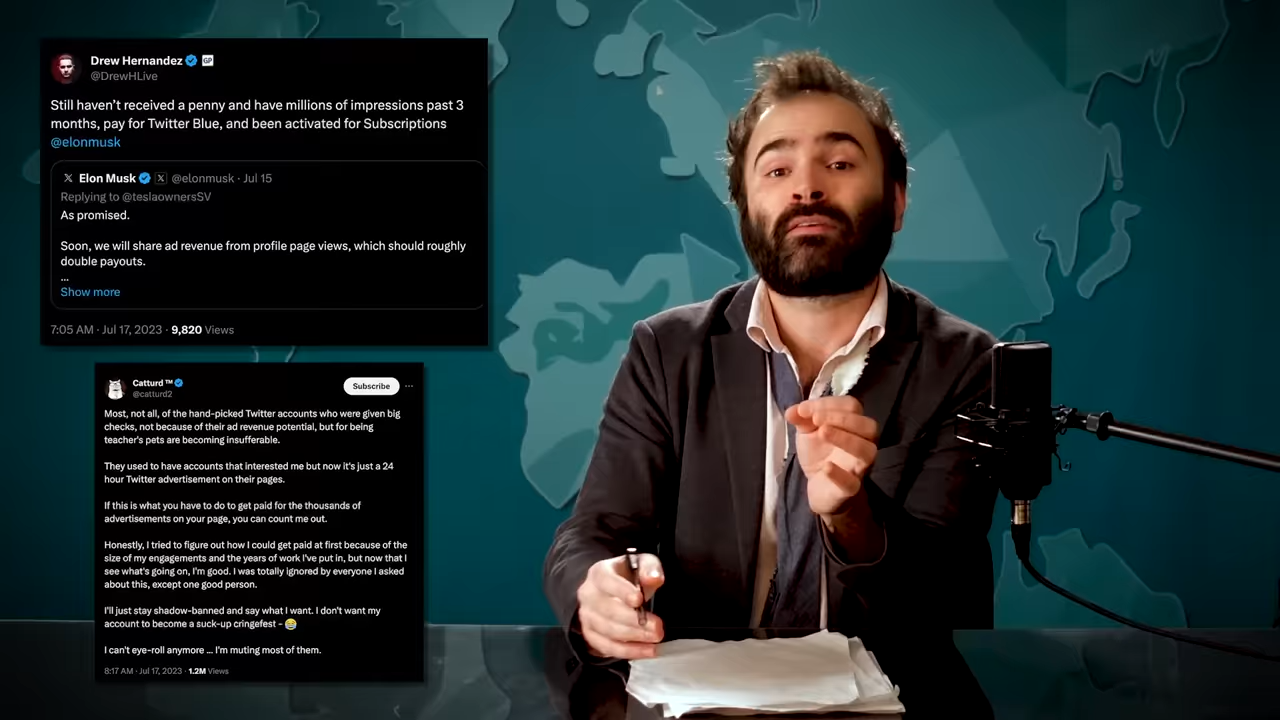 Drew Hernandez GP
@DrewHLive
Still haven't received a penny and have millions of impressions past 3
months, pay for Twitter Blue, and been activated for Subscriptions
@elonmusk
X Elon Musk X @elonmusk · Jul 15
Replying to @teslaownersSV
As promised.
Soon, we will share ad revenue from profile page views, which should roughly
double payouts.
...
Show more
7:05 AM · Jul 17, 2023 · 9,820 Views
Catturd ™
@catturd2
Subscribe
Most, not all, of the hand-picked Twitter accounts who were given big
checks, not because of their ad revenue potential, but for being
teacher's pets are becoming insufferable.
They used to have accounts that interested me but now it's just a 24
hour Twitter advertisement on their pages.
If this is what you have to do to get paid for the thousands of
advertisements on your page, you can count me out.
Honestly, I tried to figure out how I could get paid at first because of the
size of my engagements and the years of work I've put in, but now that I
see what's going on, I'm good. I was totally ignored by everyone I asked
about this, except one good person.
I'll just stay shadow-banned and say what I want. I don't want my
account to become a suck-up cringefest - 😂
I can't eye-roll anymore ... I'm muting most of them.
8:17 AM · Jul 17, 2023 · 1.2M Views